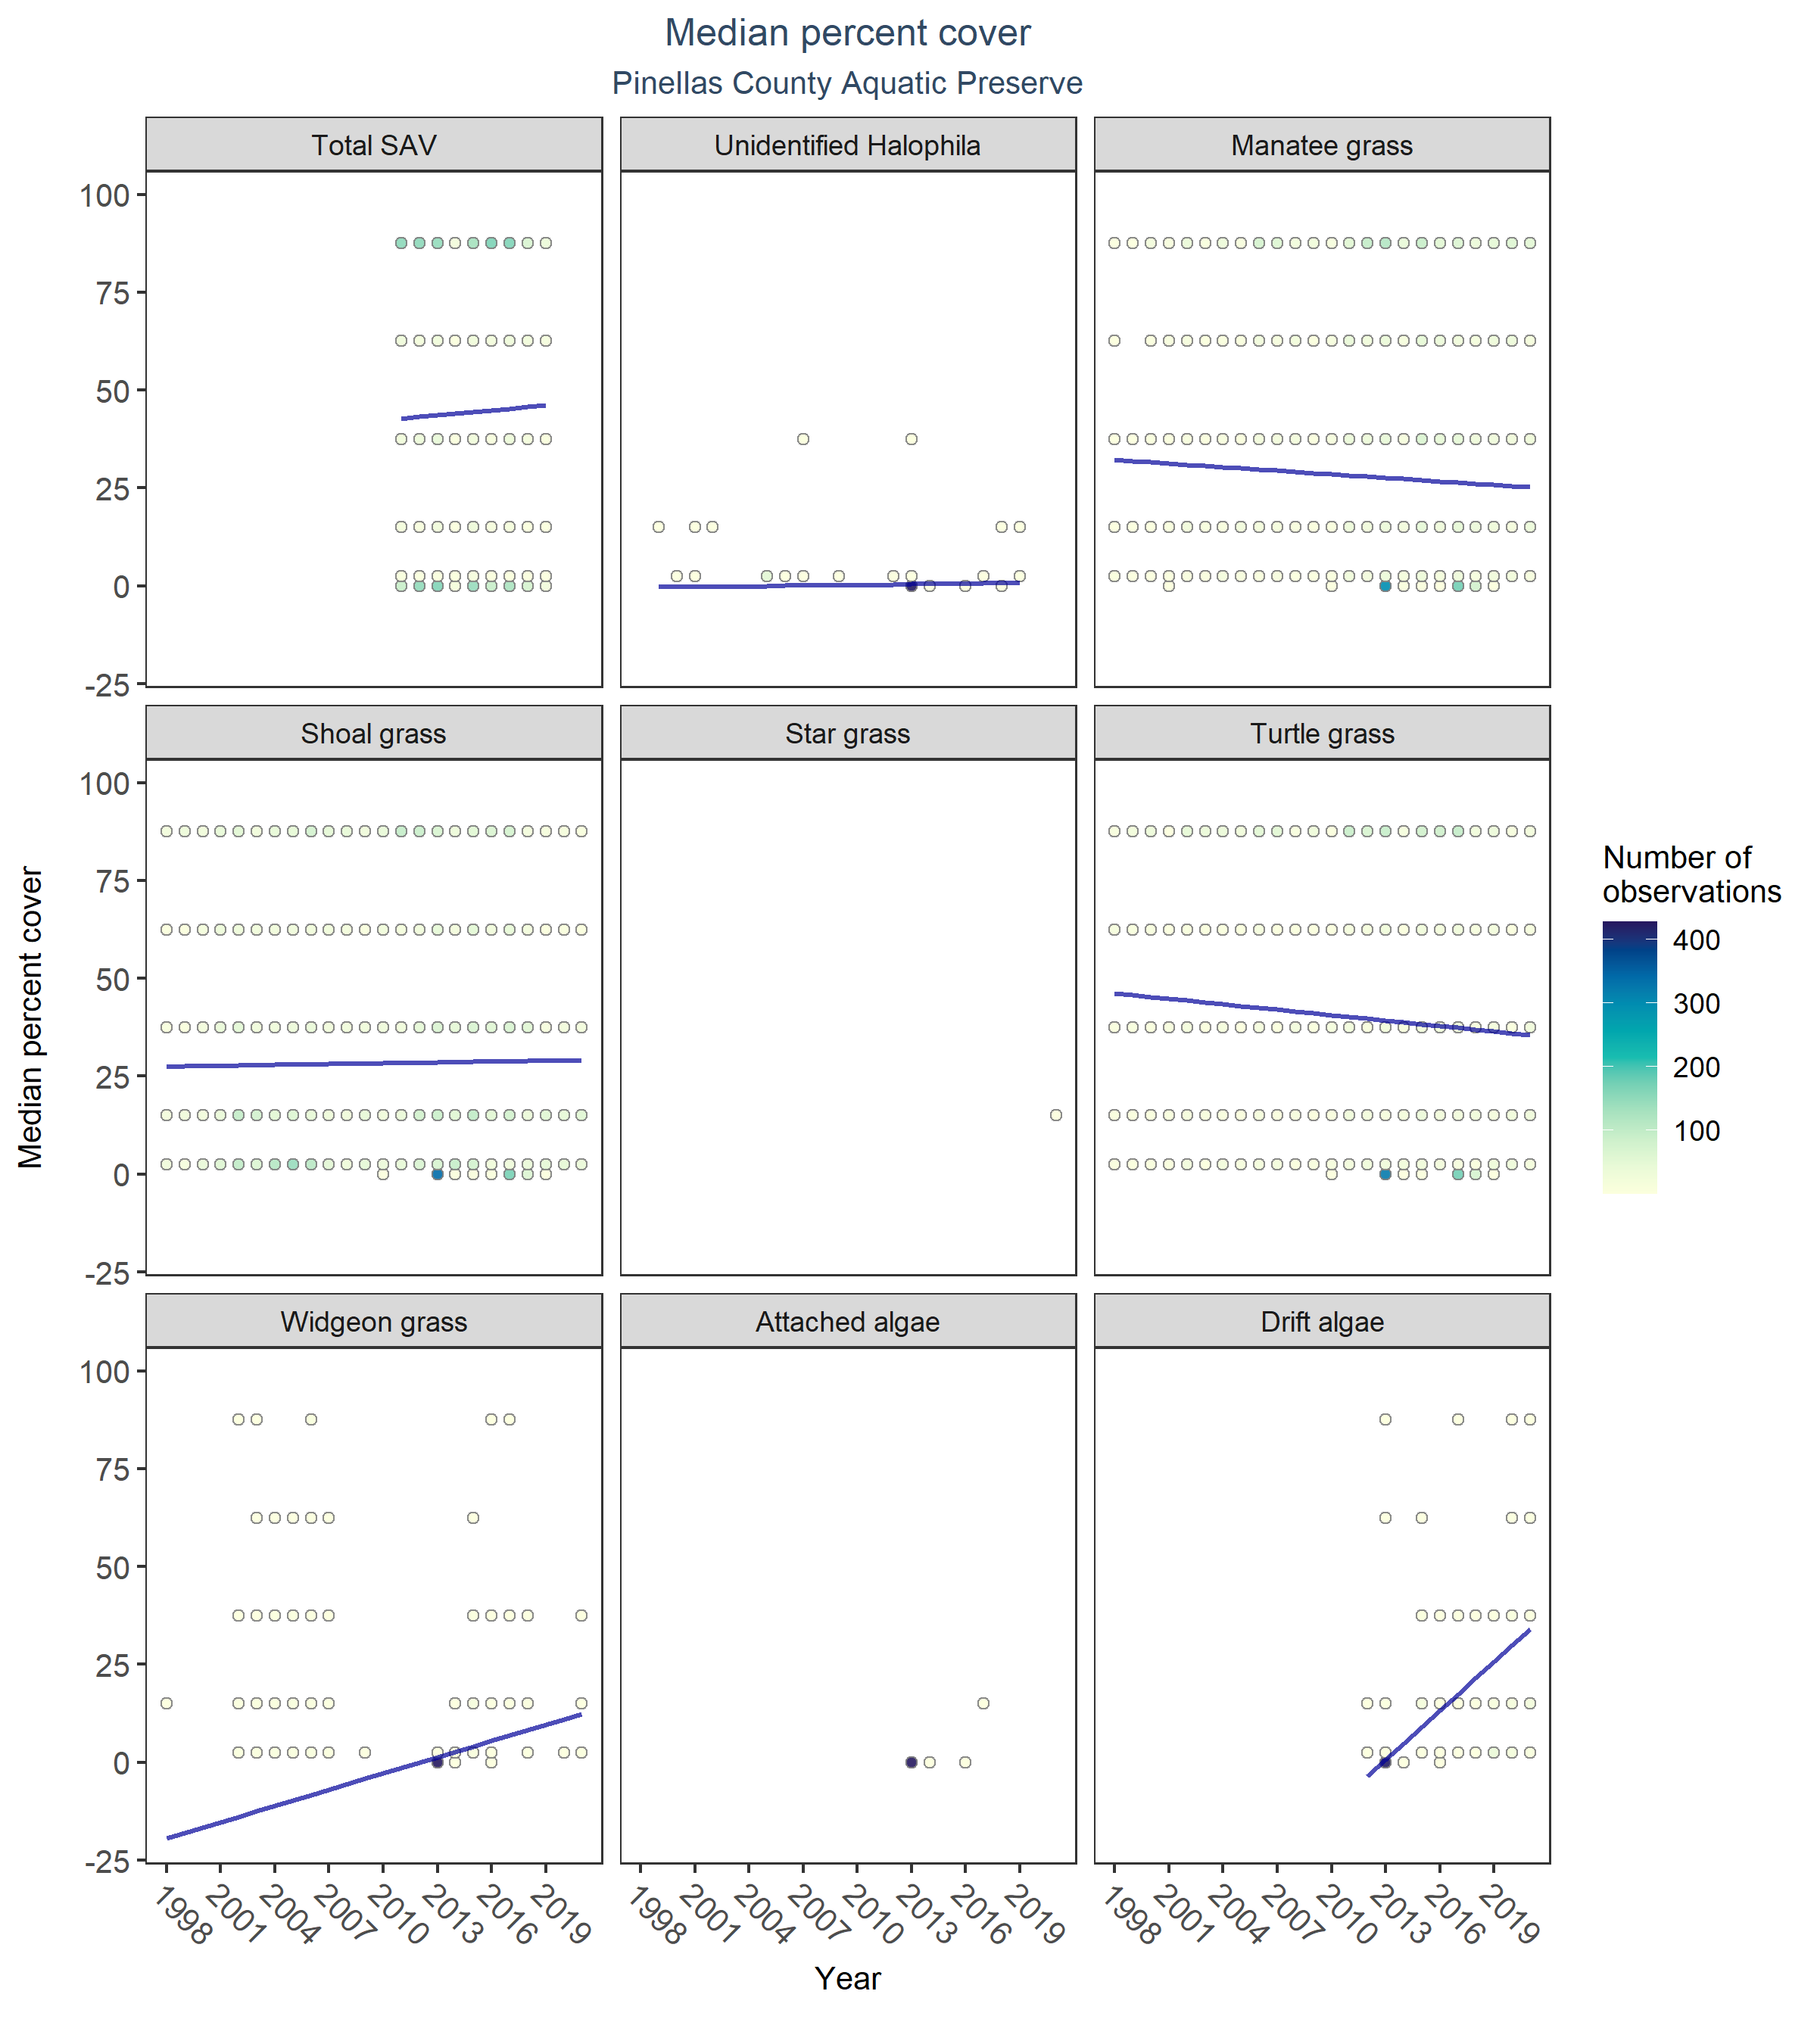 Median percent cover
Pinellas County Aquatic Preserve
Total SAV
Unidentified Halophila
Manatee grass
100
75
50
25
0
-25
Shoal grass
Star grass
Turtle grass
100
75
50
25
0
-25
Median percent cover
Number of
observations
400
300
200
100
Widgeon grass
Attached algae
Drift algae
100
75
50
25
0
-25
1998 2001 2004 2007 2010 2013 2016 2019
1998 2001 2004 2007 2010 2013 2016 2019
1998 2001 2004 2007 2010 2013 2016 2019
Year